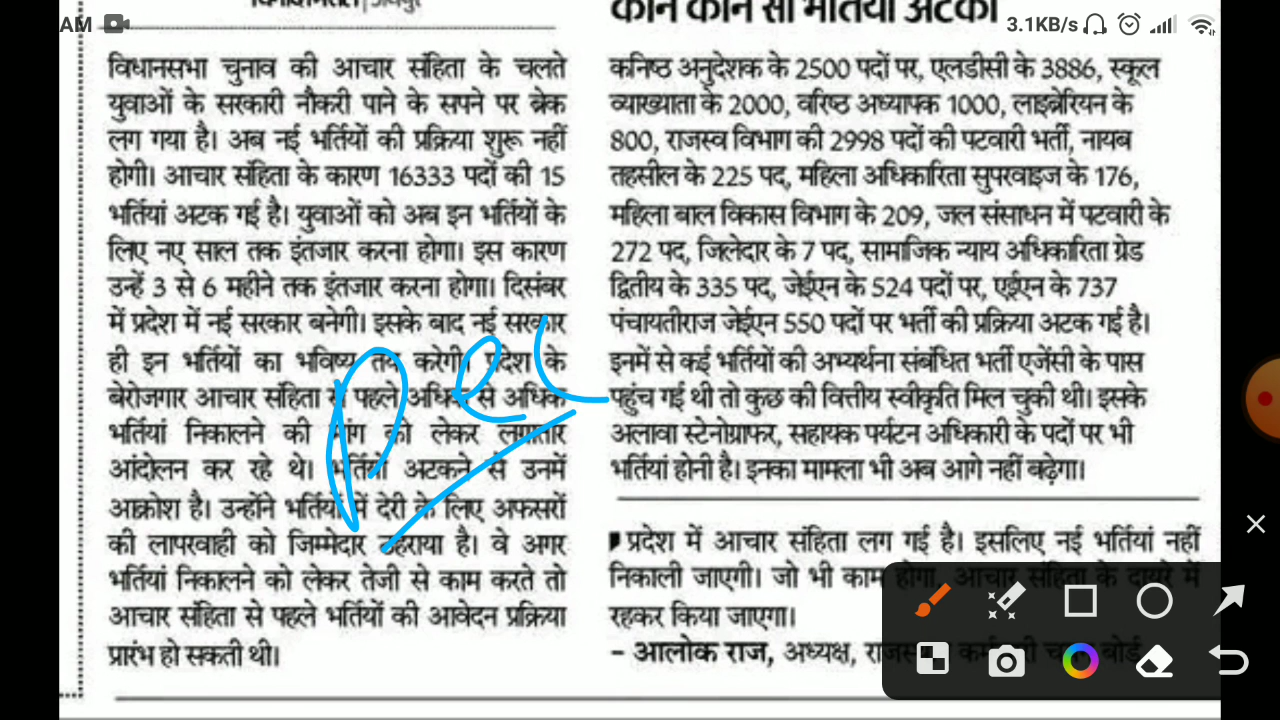 AM
3.1KB/s
कौन कौन सी भर्तियां अटकी
विधानसभा चुनाव की आचार संहिता के चलते
युवाओं के सरकारी नौकरी पाने के सपने पर ब्रेक
लग गया है। अब नई भर्तियों की प्रक्रिया शुरू नहीं
होगी। आचार संहिता के कारण 16333 पदों की 15
भर्तियां अटक गई है। युवाओं को अब इन भर्तियों के
लिए नए साल तक इंतजार करना होगा। इस कारण
उन्हें 3 से 6 महीने तक इंतजार करना होगा। दिसंबर
में प्रदेश में नई सरकार बनेगी। इसके बाद नई सरकार
ही इन भर्तियों का भविष्य तय करेगी। प्रदेश के
बेरोजगार आचार संहिता से पहले अधिक से अधिक
भर्तियां निकालने की मांग को लेकर लगातार
आंदोलन कर रहे थे। भर्तियों अटकने से उनमें
आक्रोश है। उन्होंने भर्तियों में देरी के लिए अफसरों
की लापरवाही को जिम्मेदार ठहराया है। वे अगर
भर्तियां निकालने को लेकर तेजी से काम करते तो
आचार संहिता से पहले भर्तियों की आवेदन प्रक्रिया
प्रारंभ हो सकती थी।
कनिष्ठ अनुदेशक के 2500 पदों पर, एलडीसी के 3886, स्कूल
व्याख्याता के 2000, वरिष्ठ अध्यापक 1000, लाइब्रेरियन के
800, राजस्व विभाग की 2998 पदों की पटवारी भर्ती, नायब
तहसील के 225 पद, महिला अधिकारिता सुपरवाइज के 176,
महिला बाल विकास विभाग के 209, जल संसाधन में पटवारी के
272 पद, जिलेदार के 7 पद, सामाजिक न्याय अधिकारिता ग्रेड
द्वितीय के 335 पद, जेईएन के 524 पदों पर, एईएन के 737
पंचायतीराज जेईएन 550 पदों पर भर्ती की प्रक्रिया अटक गई है।
इनमें से कई भर्तियों की अभ्यर्थना संबंधित भर्ती एजेंसी के पास
पहुंच गई थी तो कुछ की वित्तीय स्वीकृति मिल चुकी थी। इसके
अलावा स्टेनोग्राफर, सहायक पर्यटन अधिकारी के पदों पर भी
भर्तियां होनी है। इनका मामला भी अब आगे नहीं बढ़ेगा।
प्रदेश में आचार संहिता लग गई है। इसलिए नई भर्तियां नहीं
निकाली जाएगी। जो भी काम होगा, आचार संहिता के दायरे में
रहकर किया जाएगा।
- आलोक राज, अध्यक्ष, राजस्थान कर्मचारी चयन बोर्ड